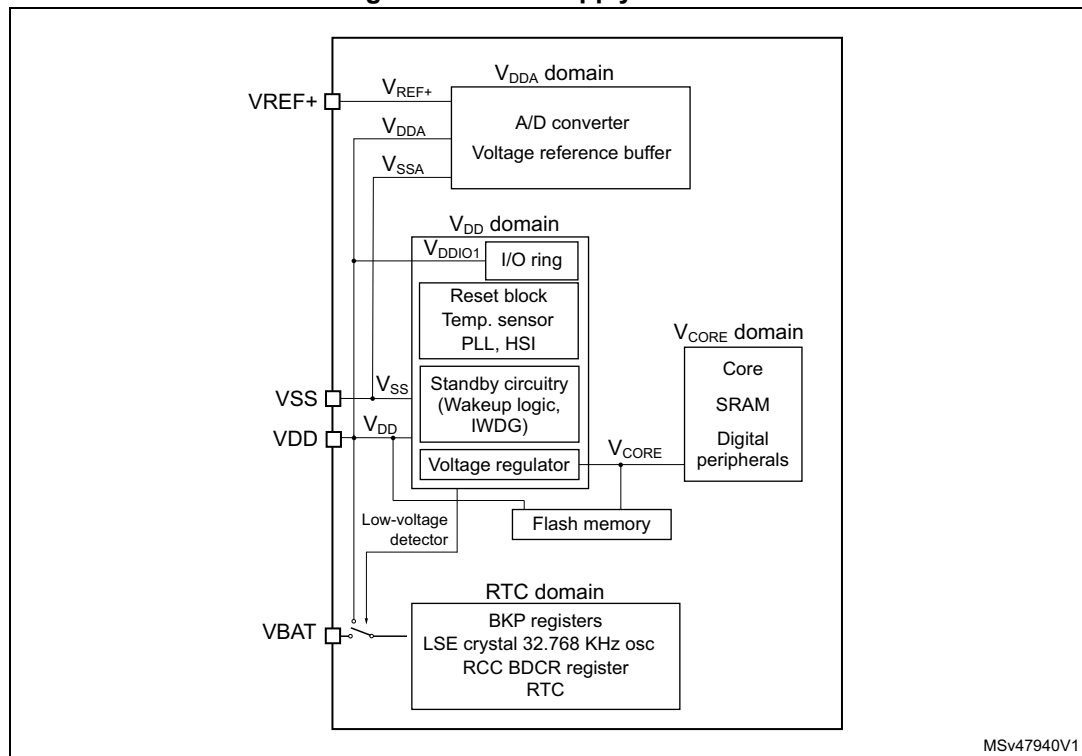 VREF+
VREF+
VDDA
VSSA
VDDA domain
A/D converter
Voltage reference buffer
VDD domain
VDDIO1
I/O ring
Reset block
Temp. sensor
PLL, HSI
VSS
VSS
VDD
VDD
Standby circuitry
(Wakeup logic,
IWDG)
Voltage regulator
VCORE
VCORE domain
Core
SRAM
Digital
peripherals
Flash memory
Low-voltage
detector
VBAT
RTC domain
BKP registers
LSE crystal 32.768 KHz osc
RCC BDCR register
RTC
MSv47940V1